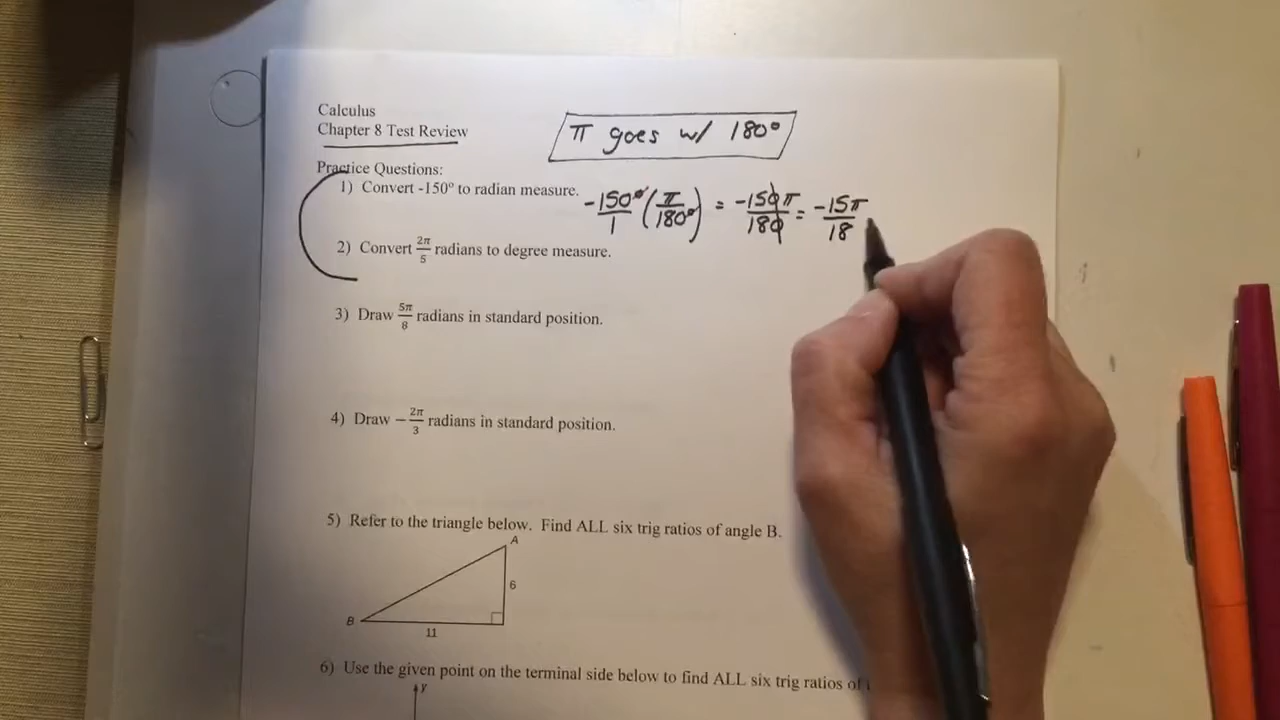 Calculus
Chapter 8 Test Review
π goes w/ 180°
Practice Questions:
1) Convert -150° to radian measure. -150°/1 (π/180°) = -150π/180 = -15π/18
2) Convert 2π/5 radians to degree measure.
3) Draw 5π/8 radians in standard position.
4) Draw −2π/3 radians in standard position.
5) Refer to the triangle below. Find ALL six trig ratios of angle B.
A
6
B
11
6) Use the given point on the terminal side below to find ALL six trig ratios of
y